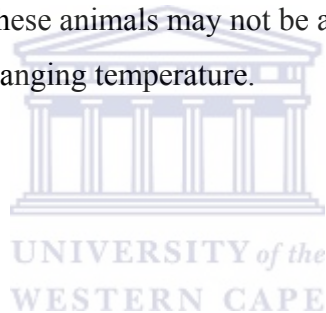 hese animals may not be a
anging temperature.
UNIVERSITY of the
WESTERN CAPE